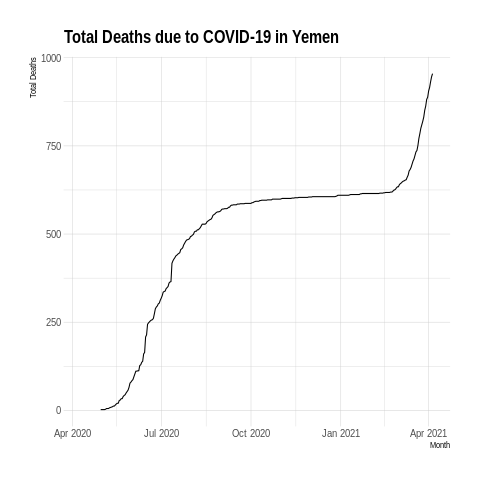 Total Deaths due to COVID-19 in Yemen
Total Deaths
1000
750
500
250
0
Apr 2020
Jul 2020
Oct 2020
Jan 2021
Apr 2021
Month